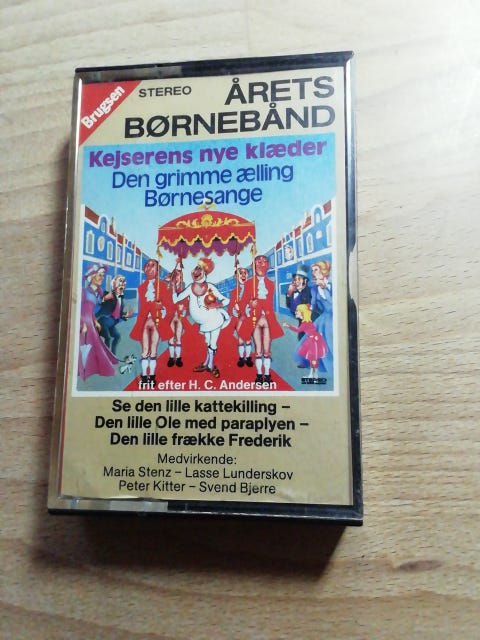 Brugsen
STEREO
ÅRETS
BØRNEBÅND
Kejserens nye klæder
Den grimme ælling
Børnesange
frit efter H. C. Andersen
STEREO
Se den lille kattekilling –
Den lille Ole med paraplyen –
Den lille frække Frederik
Medvirkende:
Maria Stenz – Lasse Lunderskov
Peter Kitter – Svend Bjerre